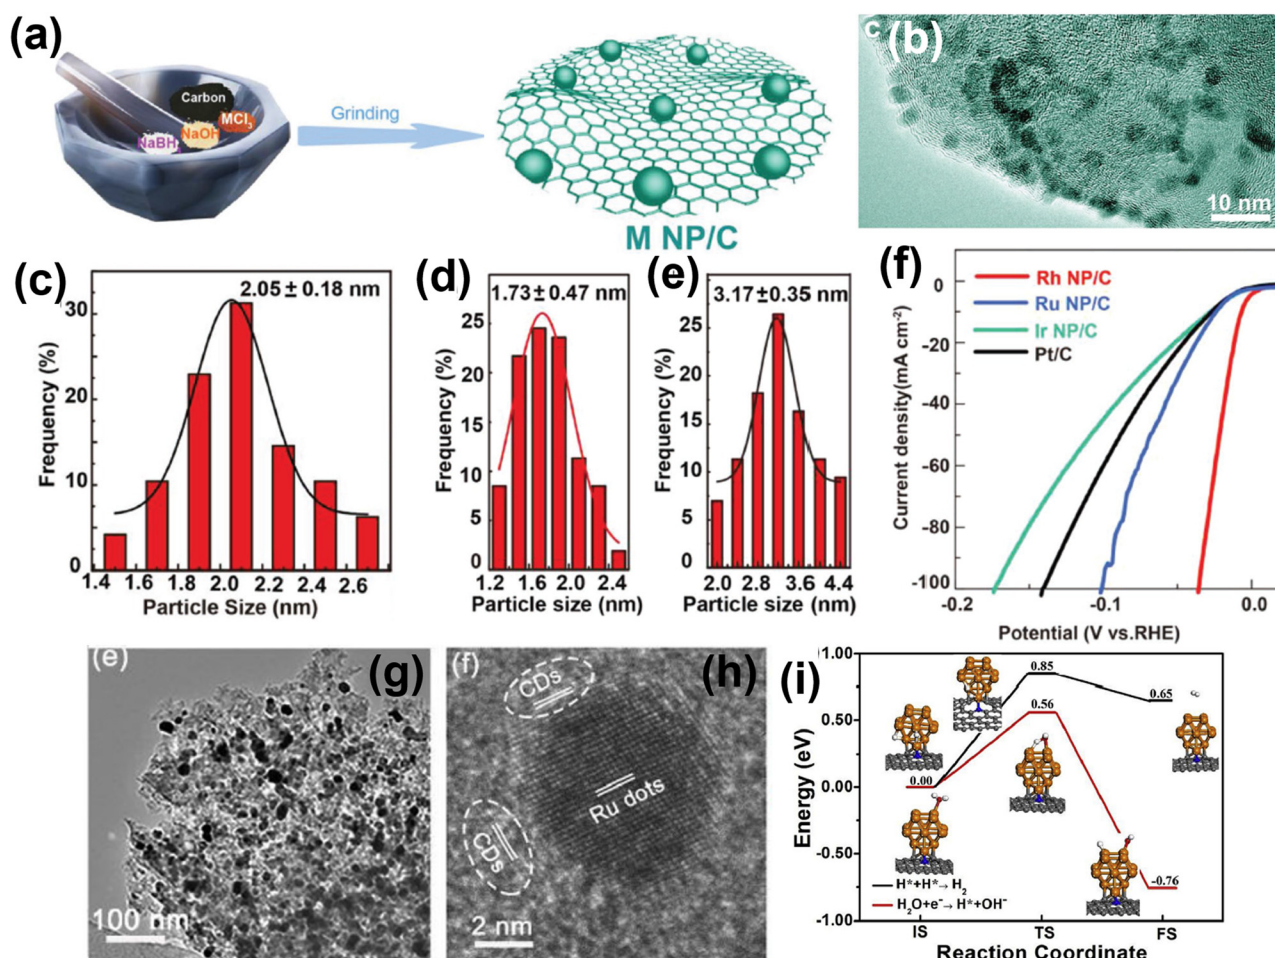 (a)
Carbon
MCl3
NaOH
NaBH
Grinding
M NP/C
c
(b)
10 nm
(c)
2.05 ± 0.18 nm
Frequency (%)
30
20
10
0
1.4 1.6 1.8 2.0 2.2 2.4 2.6
Particle Size (nm)
(d)
1.73 ± 0.47 nm
Frequency (%)
25
20
15
10
5
0
1.2 1.6 2.0 2.4
Particle size (nm)
(e)
3.17±0.35 nm
Frequency (%)
25
20
15
10
5
0
2.0 2.8 3.6 4.4
Particle size (nm)
(f)
Rh NP/C
Ru NP/C
Ir NP/C
Pt/C
Current density(mA cm-2)
0
-20
-40
-60
-80
-100
-0.2 -0.1 0.0
Potential (V vs.RHE)
(e)
(g)
100 nm
(f)
(h)
CDs
Ru dots
CDs
2 nm
(i)
Energy (eV)
1.00
0.50
0.00
-0.50
-1.00
0.85
0.65
0.56
0.00
-0.76
H*+H*→ H2
H2O+e-→ H*+OH-
IS TS FS
Reaction Coordinate